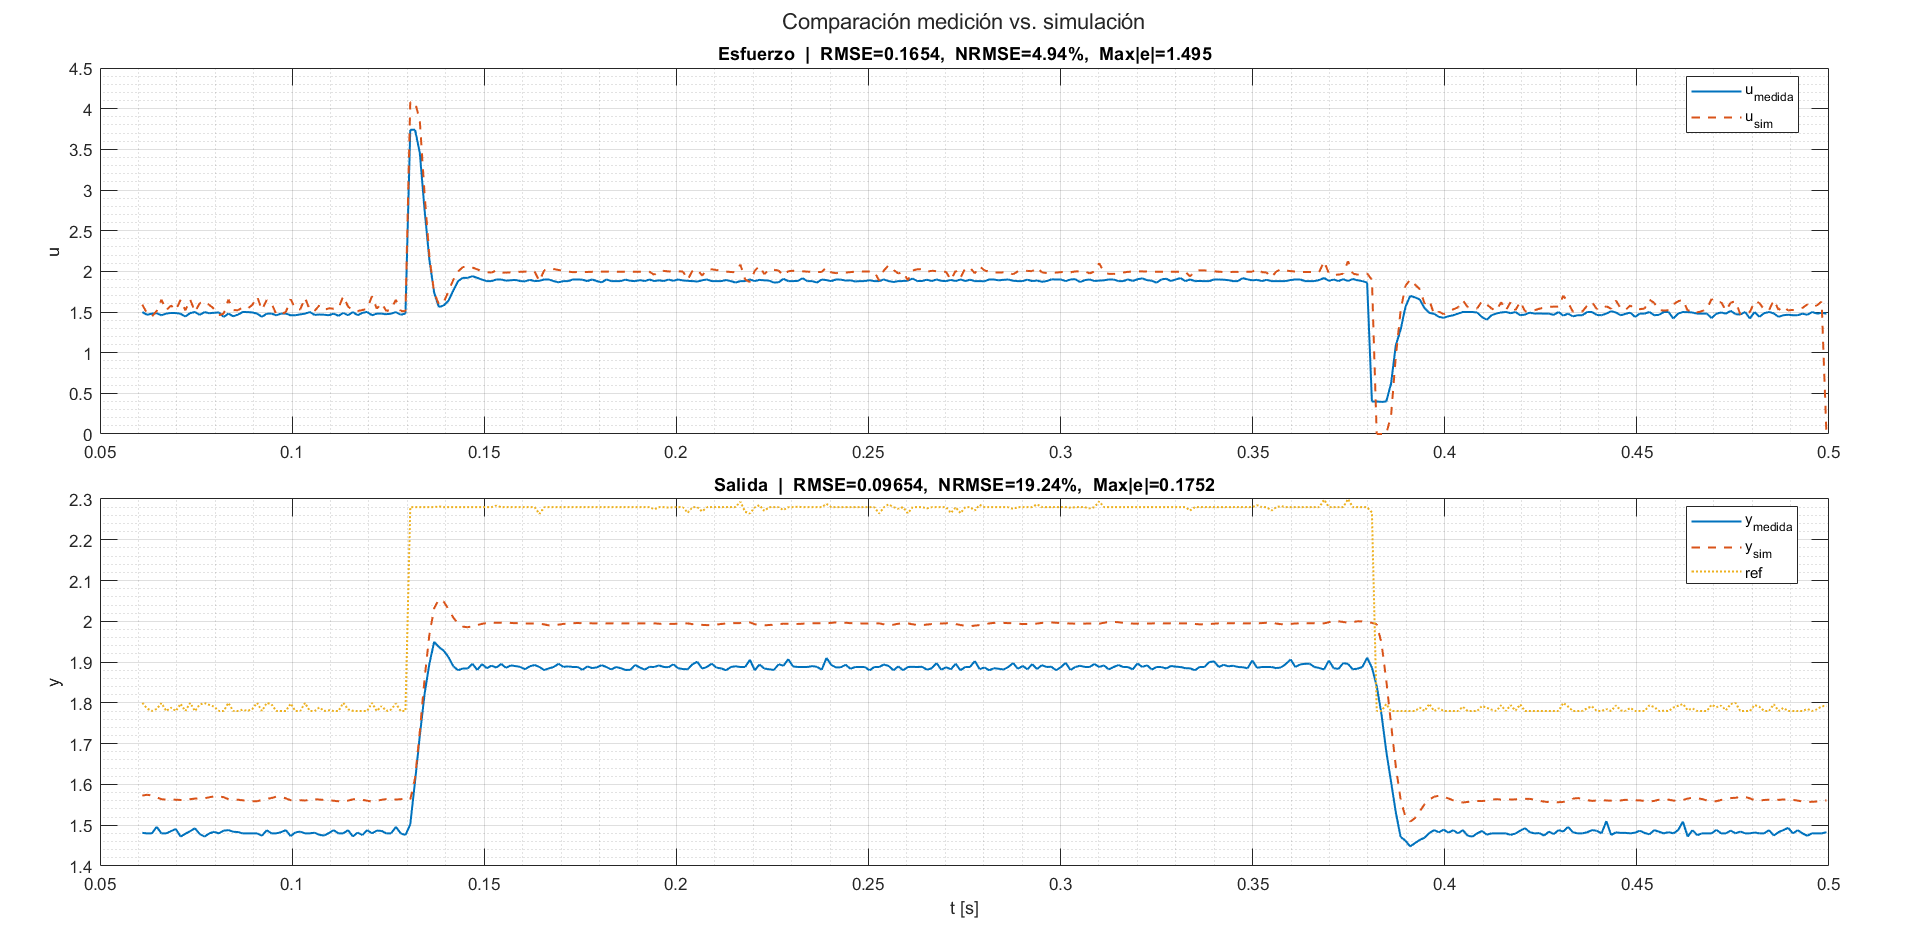 Comparación medición vs. simulación
Esfuerzo | RMSE=0.1654, NRMSE=4.94%, Max|e|=1.495
4.5
4
3.5
3
2.5
2
1.5
1
0.5
0
u
u_medida
u_sim
0.05 0.1 0.15 0.2 0.25 0.3 0.35 0.4 0.45 0.5
Salida | RMSE=0.09654, NRMSE=19.24%, Max|e|=0.1752
2.3
2.2
2.1
2
1.9
1.8
1.7
1.6
1.5
1.4
y
y_medida
y_sim
ref
0.05 0.1 0.15 0.2 0.25 0.3 0.35 0.4 0.45 0.5
t [s]